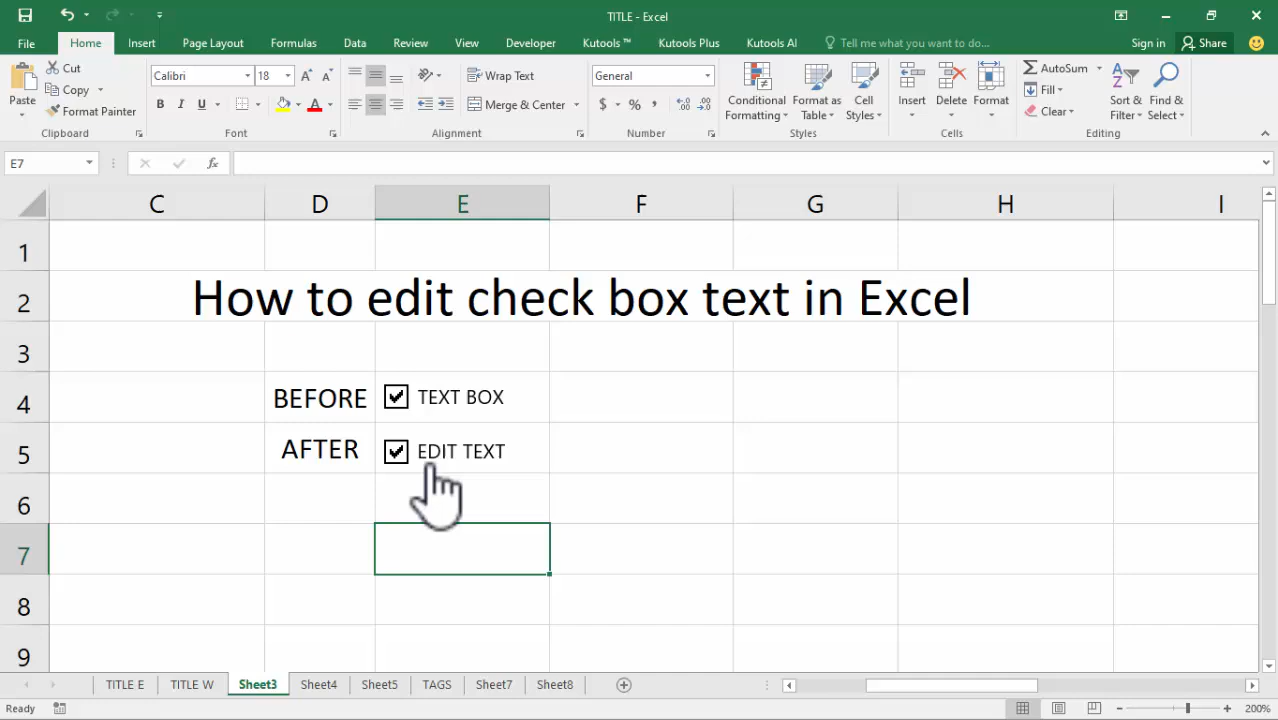 TITLE - Excel
File Home Insert Page Layout Formulas Data Review View Developer Kutools ™ Kutools Plus Kutools AI Tell me what you want to do... Sign in Share
Paste
Cut
Copy
Format Painter
Clipboard
Calibri 18 A A
B I U A
Font
Wrap Text
Merge & Center
Alignment
General
$ % , .0 .00
Number
Conditional Formatting
Format as Table
Cell Styles
Styles
Insert Delete Format
Cells
AutoSum
Fill
Clear
Sort & Filter
Find & Select
Editing
E7 fx
C D E F G H I
1
2 How to edit check box text in Excel
3
4 BEFORE TEXT BOX
5 AFTER EDIT TEXT
6
7
8
9
TITLE E TITLE W Sheet3 Sheet4 Sheet5 TAGS Sheet7 Sheet8
Ready 200%